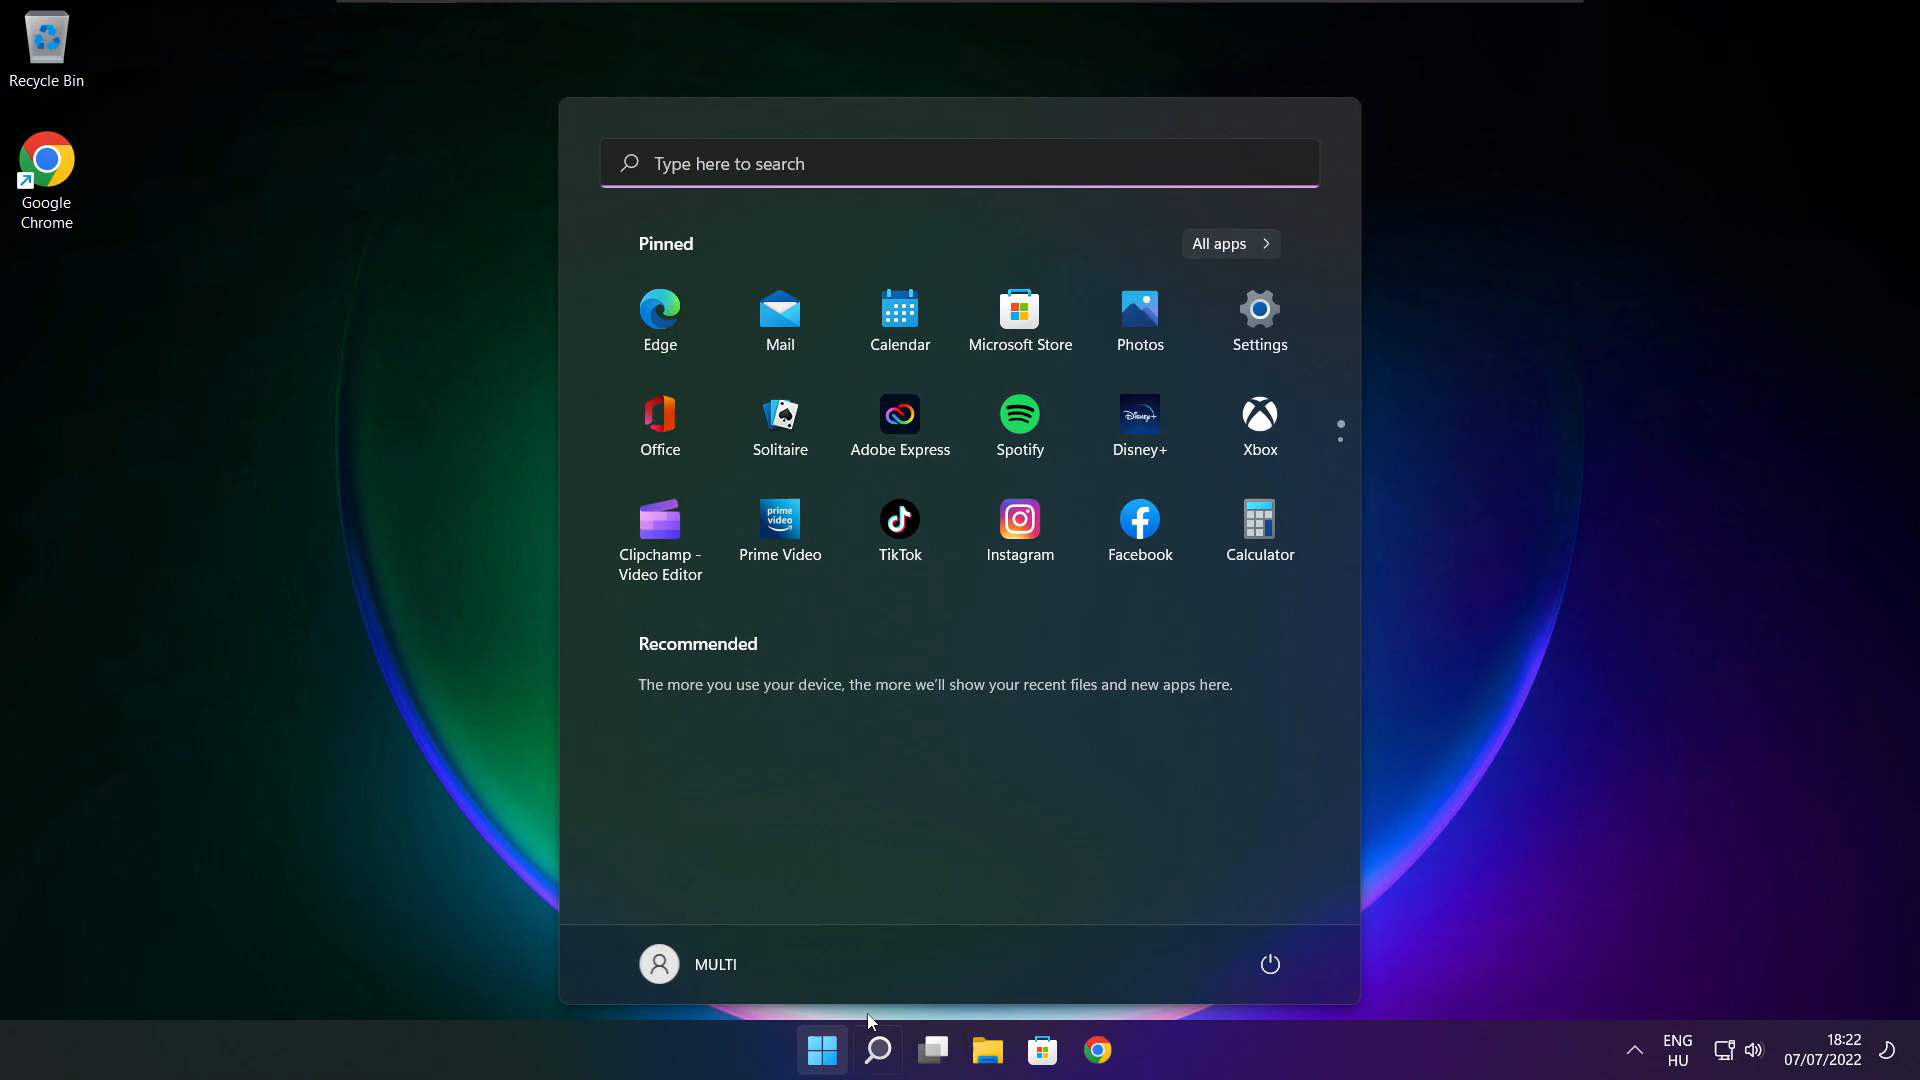 Recycle Bin
Google
Chrome
Type here to search
Pinned
All apps
Edge
Mail
Calendar
Microsoft Store
Photos
Settings
Disney+
Office
Solitaire
Adobe Express
Spotify
Disney+
Xbox
prime
video
Clipchamp -
Video Editor
Prime Video
TikTok
Instagram
Facebook
Calculator
Recommended
The more you use your device, the more we'll show your recent files and new apps here.
MULTI
ENG
HU
18:22
07/07/2022